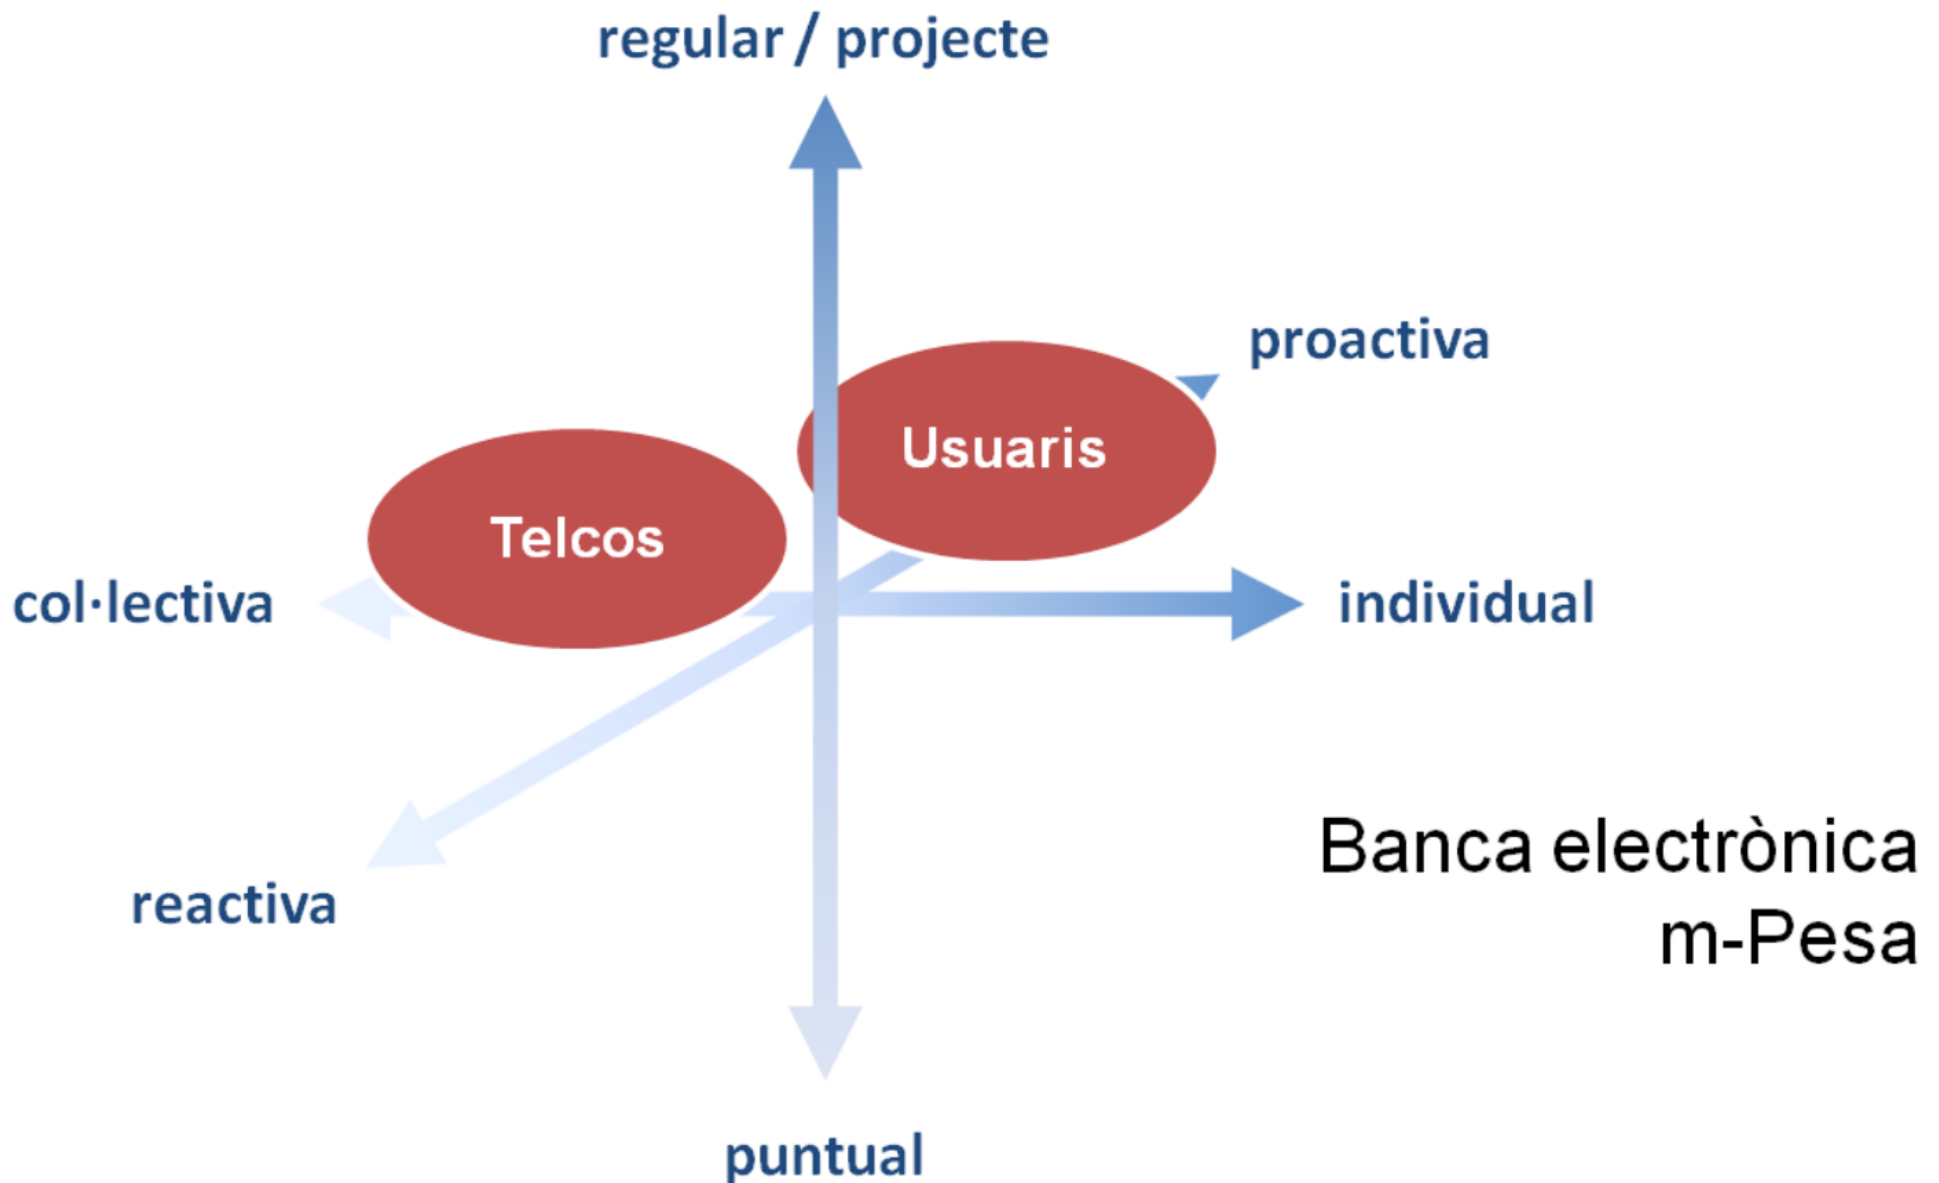 regular / projecte
proactiva
Usuaris
Telcos
col·lectiva
individual
reactiva
Banca electrònica
m-Pesa
puntual